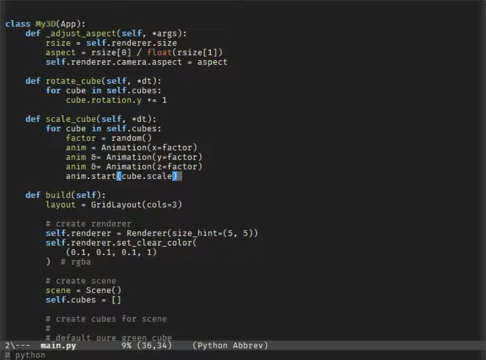 class My3D(App):
    def _adjust_aspect(self, *args):
        rsize = self.renderer.size
        aspect = rsize[0] / float(rsize[1])
        self.renderer.camera.aspect = aspect

    def rotate_cube(self, *dt):
        for cube in self.cubes:
            cube.rotation.y += 1

    def scale_cube(self, *dt):
        for cube in self.cubes:
            factor = random()
            anim = Animation(x=factor)
            anim &= Animation(y=factor)
            anim &= Animation(z=factor)
            anim.start(cube.scale)

    def build(self):
        layout = GridLayout(cols=3)

        # create renderer
        self.renderer = Renderer(size_hint=(5, 5))
        self.renderer.set_clear_color(
            (0.1, 0.1, 0.1, 1)
        )  # rgba

        # create scene
        scene = Scene()
        self.cubes = []

        # create cubes for scene
        #
        # default pure green cube
2\---  main.py        9% (36,34)    (Python Abbrev)
# python